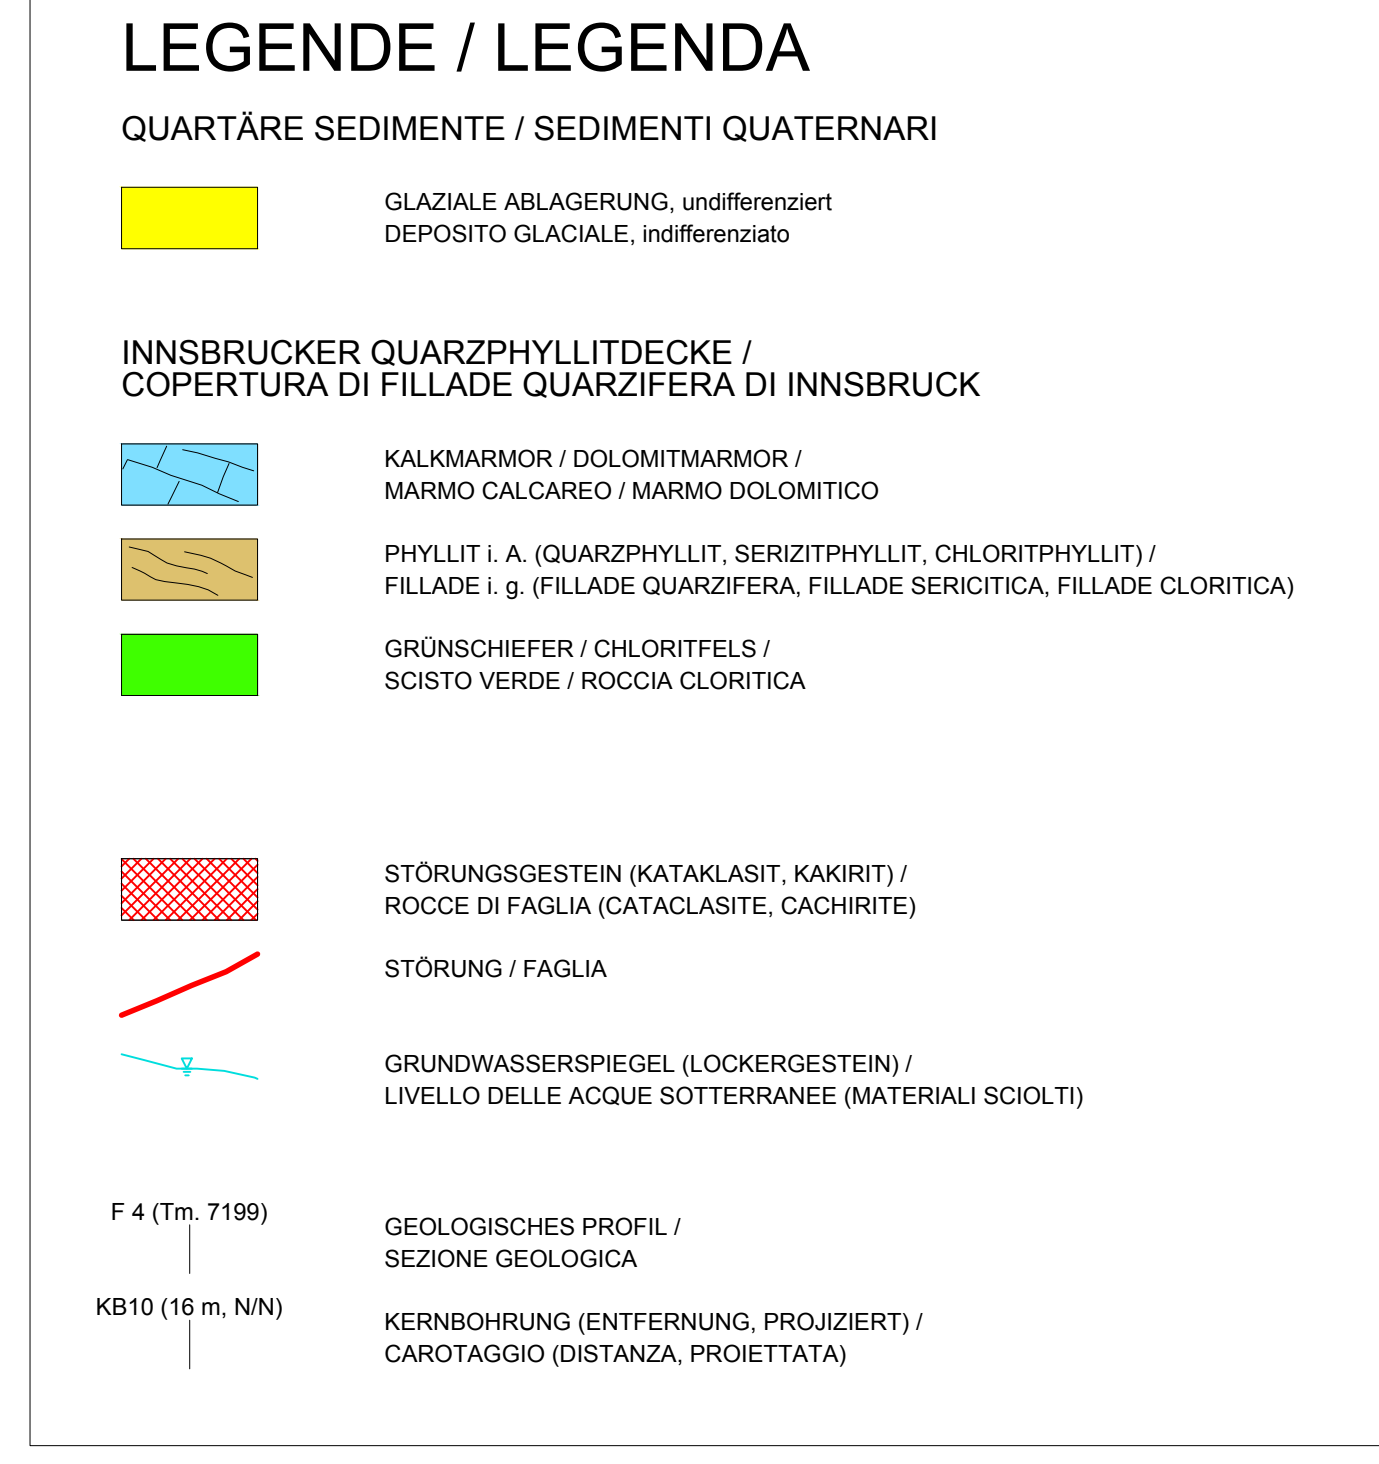 LEGENDE / LEGENDA
QUARTÄRE SEDIMENTE / SEDIMENTI QUATERNARI
GLAZIALE ABLAGERUNG, undifferenziert
DEPOSITO GLACIALE, indifferenziato
INNSBRUCKER QUARZPHYLLITDECKE /
COPERTURA DI FILLADE QUARZIFERA DI INNSBRUCK
KALKMARMOR / DOLOMITMARMOR /
MARMO CALCAREO / MARMO DOLOMITICO
PHYLLIT i. A. (QUARZPHYLLIT, SERIZITPHYLLIT, CHLORITPHYLLIT) /
FILLADE i. g. (FILLADE QUARZIFERA, FILLADE SERICITICA, FILLADE CLORITICA)
GRÜNSCHIEFER / CHLORITFELS /
SCISTO VERDE / ROCCIA CLORITICA
STÖRUNGSGESTEIN (KATAKLASIT, KAKIRIT) /
ROCCE DI FAGLIA (CATACLASITE, CACHIRITE)
STÖRUNG / FAGLIA
GRUNDWASSERSPIEGEL (LOCKERGESTEIN) /
LIVELLO DELLE ACQUE SOTTERRANEE (MATERIALI SCIOLTI)
F 4 (Tm. 7199)
GEOLOGISCHES PROFIL /
SEZIONE GEOLOGICA
KB10 (16 m, N/N)
KERNBOHRUNG (ENTFERNUNG, PROJIZIERT) /
CAROTAGGIO (DISTANZA, PROIETTATA)